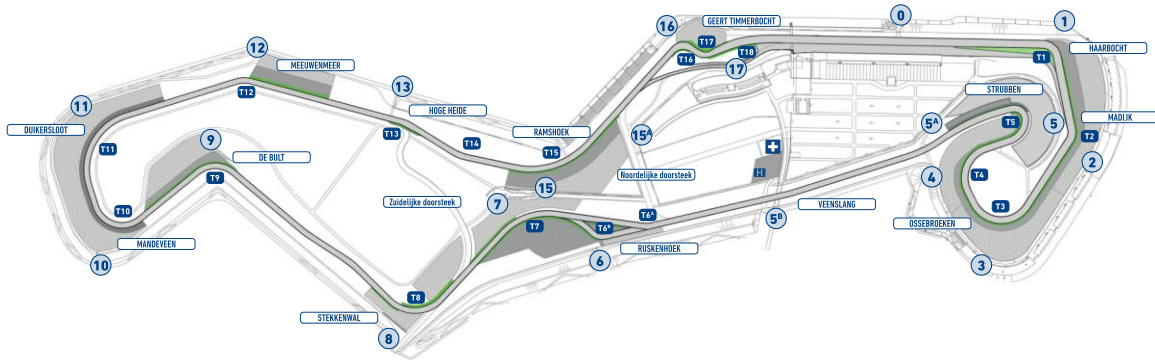 16
GEERT TIMMERBOCHT
0
1
T17
T16
T18
17
T1
HAARBOCHT
12
MEEUWENMEER
T12
13
HOGE HEIDE
T13
T14
RAMSHOEK
T15
15A
STRUBBEN
5A
T5
5
MADIJK
T2
2
11
DUIKERSLOOT
T11
9
DE BULT
T9
T10
MANDEVEEN
10
15
Noordelijke doorsteek
H
4
T4
T3
OSSEBROEKEN
3
Zuidelijke doorsteek
7
T7
T6A
T6B
VEENSLANG
5B
RUSKENHOEK
6
T8
STEKKENWAL
8